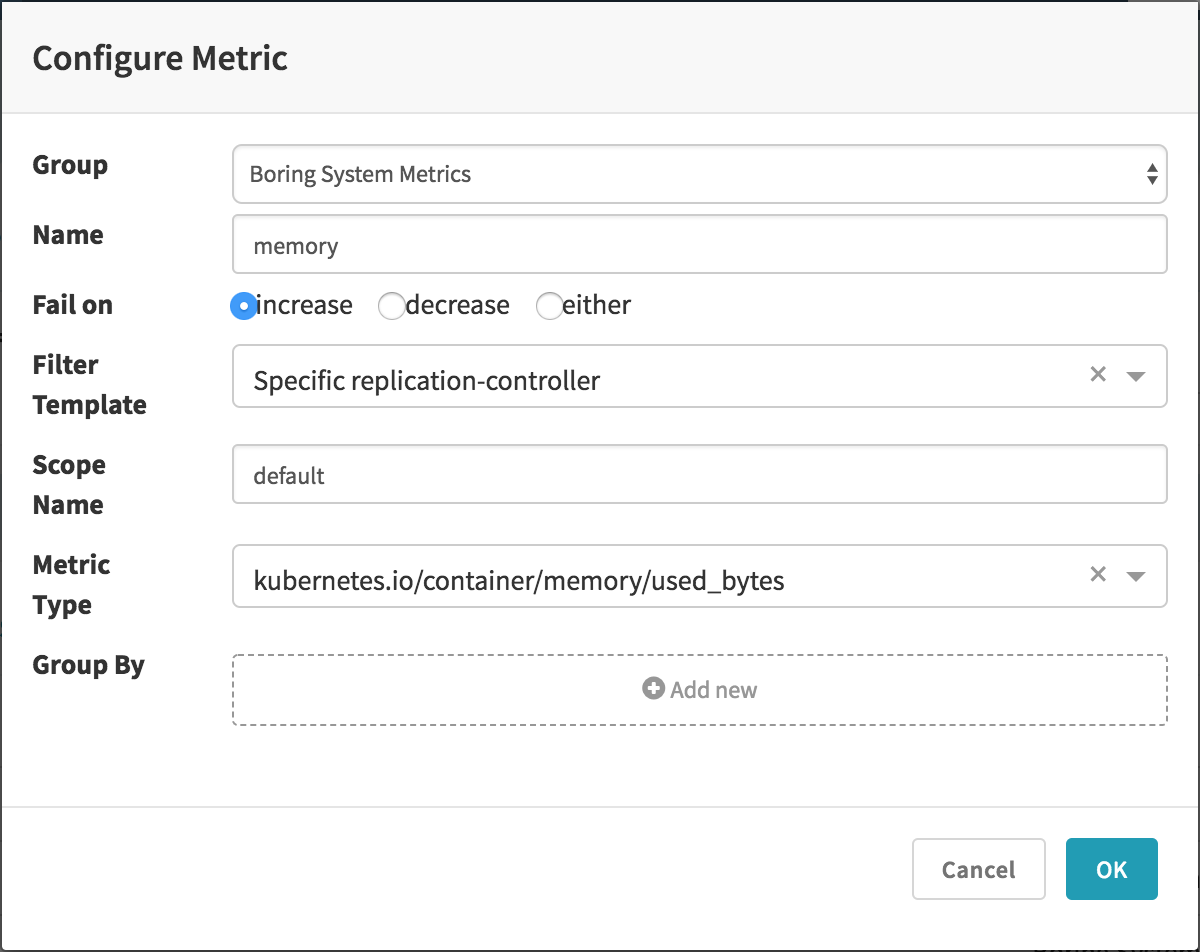 Configure Metric
Group
Boring System Metrics
Name
memory
Fail on
increase
decrease
either
Filter
Template
Specific replication-controller
Scope
Name
default
Metric
Type
kubernetes.io/container/memory/used_bytes
Group By
Add new
Cancel
OK